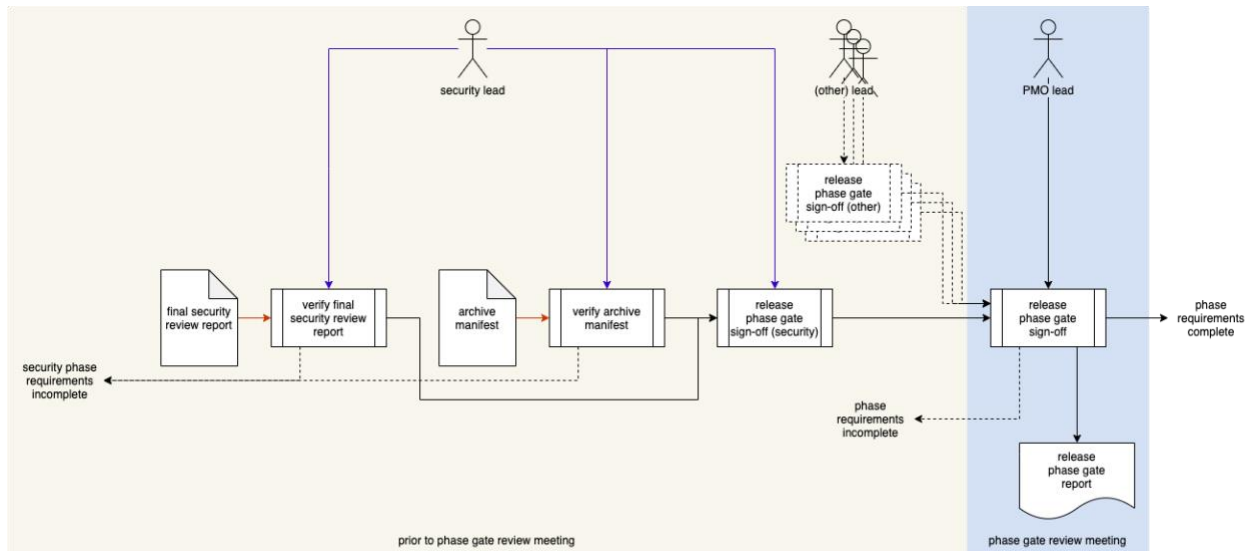 security lead
(other) lead
PMO lead
release
phase gate
sign-off (other)
final security
review report
verify final
security review
report
archive
manifest
verify archive
manifest
release
phase gate
sign-off (security)
release
phase gate
sign-off
phase
requirements
complete
security phase
requirements
incomplete
phase
requirements
incomplete
release
phase gate
report
prior to phase gate review meeting
phase gate review meeting